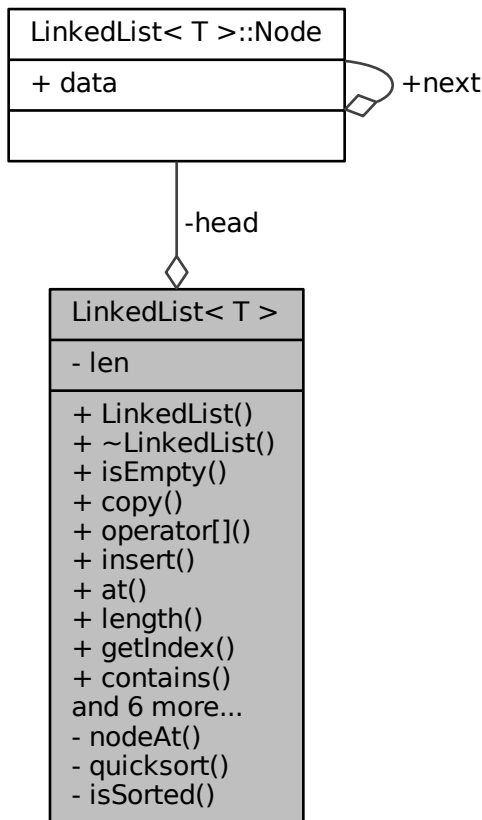 LinkedList< T >::Node
+ data
+next
-head
LinkedList< T >
- len
+ LinkedList()
+ ~LinkedList()
+ isEmpty()
+ copy()
+ operator[]()
+ insert()
+ at()
+ length()
+ getIndex()
+ contains()
and 6 more...
- nodeAt()
- quicksort()
- isSorted()